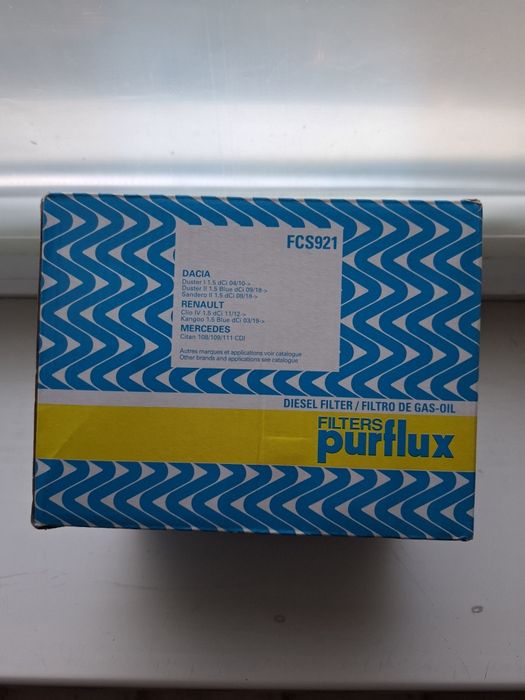 FCS921
DACIA
Duster I 1.5 dCi 04/10->
Duster II 1.5 Blue dCi 09/18->
Sandero II 1.5 dCi 08/18->
RENAULT
Clio IV 1.5 dCi 11/12->
Kangoo 1.5 Blue dCi 03/19->
MERCEDES
Citan 108/109/111 CDI
Autres marques et applications voir catalogue
Other brands and applications see catalogue
DIESEL FILTER / FILTRO DE GAS-OIL
FILTERS
purflux